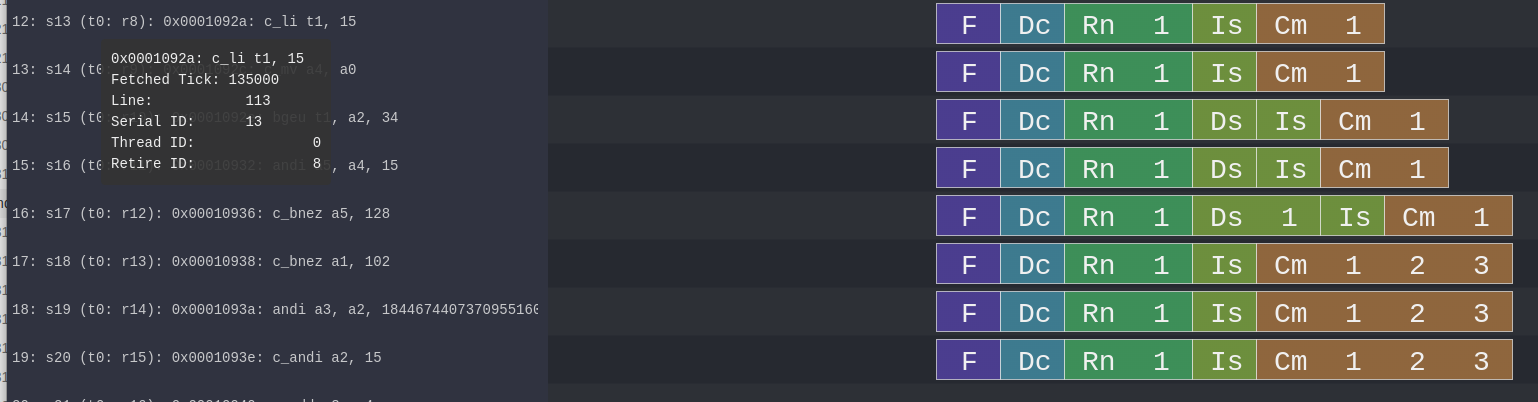 12: s13 (t0: r8): 0x0001092a: c_li t1, 15
F Dc Rn 1 Is Cm 1
0x0001092a: c_li t1, 15
Fetched Tick: 135000
Line: 113
Serial ID: 13
Thread ID: 0
Retire ID: 8
13: s14 (t0 mv a4, a0
F Dc Rn 1 Is Cm 1
14: s15 (t0 bgeu t1, a2, 34
F Dc Rn 1 Ds Is Cm 1
15: s16 (t0 00010932: andi a5, a4, 15
F Dc Rn 1 Ds Is Cm 1
16: s17 (t0: r12): 0x00010936: c_bnez a5, 128
F Dc Rn 1 Ds 1 Is Cm 1
17: s18 (t0: r13): 0x00010938: c_bnez a1, 102
F Dc Rn 1 Is Cm 1 2 3
18: s19 (t0: r14): 0x0001093a: andi a3, a2, 1844674407370955160
F Dc Rn 1 Is Cm 1 2 3
19: s20 (t0: r15): 0x0001093e: c_andi a2, 15
F Dc Rn 1 Is Cm 1 2 3